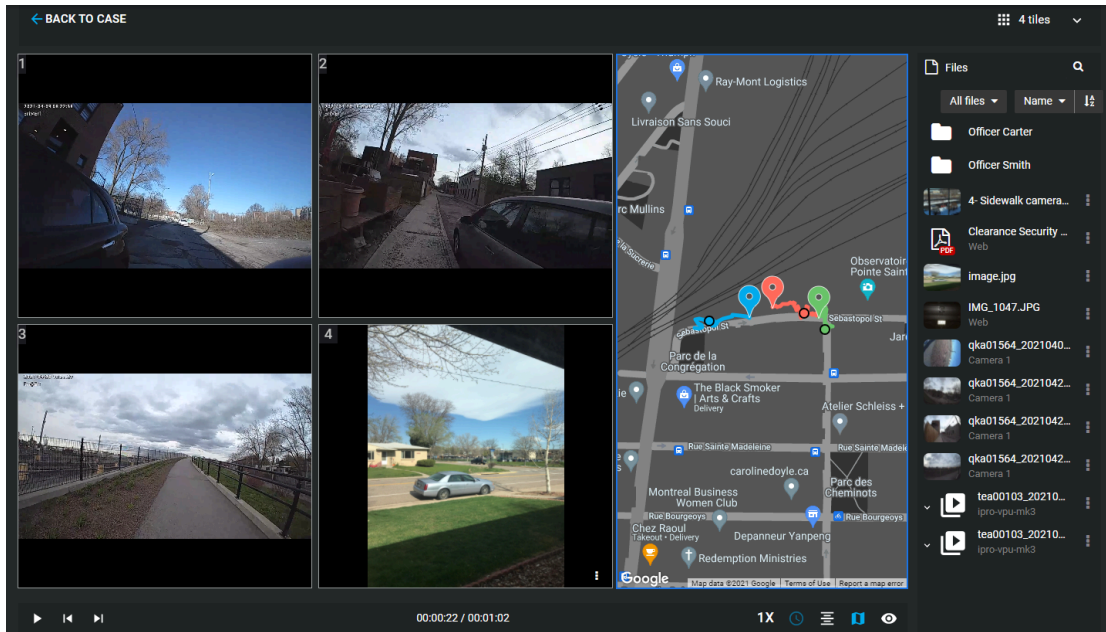 BACK TO CASE
4 tiles
1
2
3
4
Ray-Mont Logistics
Livraison Sans Souci
rc Mullins
Observatoir
Pointe Saint
Sébastopol St
Sébastopol St
Jar
Parc de la
Congrégation
The Black Smoker
| Arts & Crafts
Delivery
Atelier Schleiss +
Rue Sainte Madeleine
Rue Sainte Madel
carolinedoyle.ca
Parc des
Cheminots
Montreal Business
Women Club
Rue Bourgeoys
Rue Bourgeoys
Chez Raoul
Takeout • Delivery
Depanneur Yanpeng
Redemption Ministries
Google
Map data ©2021 Google
Terms of Use
Report a map error
00:00:22 / 00:01:02
1X
Files
All files
Name
Officer Carter
Officer Smith
4- Sidewalk camera...
Clearance Security ...
Web
PDF
image.jpg
IMG_1047.JPG
Web
qka01564_2021040...
Camera 1
qka01564_2021042...
Camera 1
qka01564_2021042...
Camera 1
qka01564_2021042...
Camera 1
tea00103_20210...
ipro-vpu-mk3
tea00103_20210...
ipro-vpu-mk3